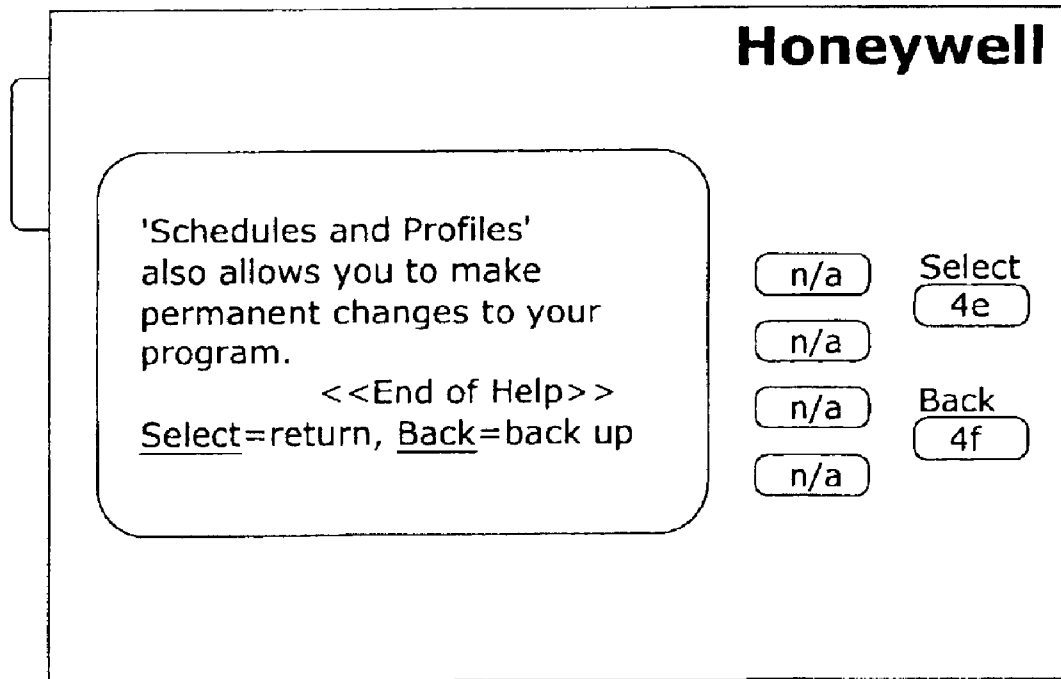 Honeywell
'Schedules and Profiles'
also allows you to make
permanent changes to your
program.
<<End of Help>>
Select=return, Back=back up
n/a
n/a
n/a
n/a
Select
4e
Back
4f